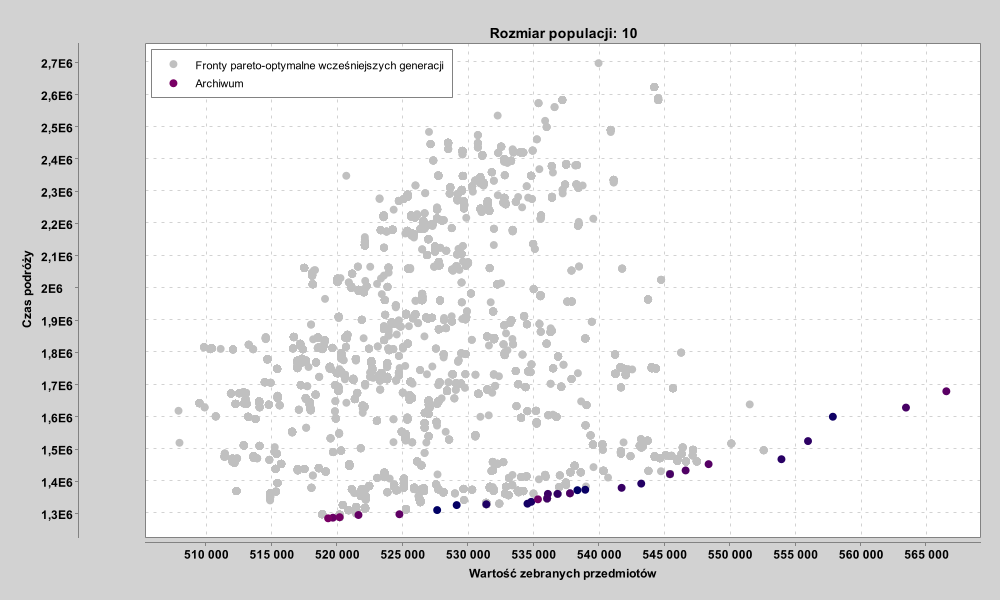 Rozmiar populacji: 10
Fronty pareto-optymalne wcześniejszych generacji
Archiwum
2,7E6
2,6E6
2,5E6
2,4E6
2,3E6
2,2E6
2,1E6
2E6
1,9E6
1,8E6
1,7E6
1,6E6
1,5E6
1,4E6
1,3E6
Czas podróży
510 000 515 000 520 000 525 000 530 000 535 000 540 000 545 000 550 000 555 000 560 000 565 000
Wartość zebranych przedmiotów